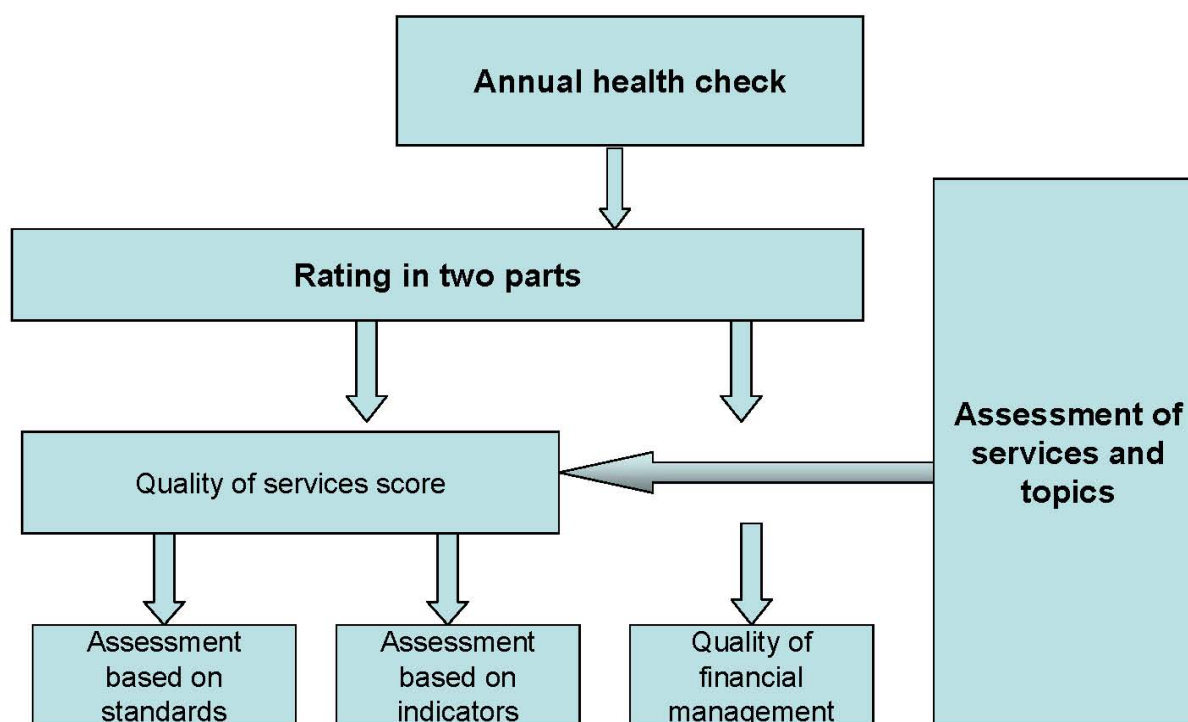 Annual health check
Rating in two parts
Assessment of
services and
topics
Quality of services score
Assessment
based on
standards
Assessment
based on
indicators
Quality of
financial
management